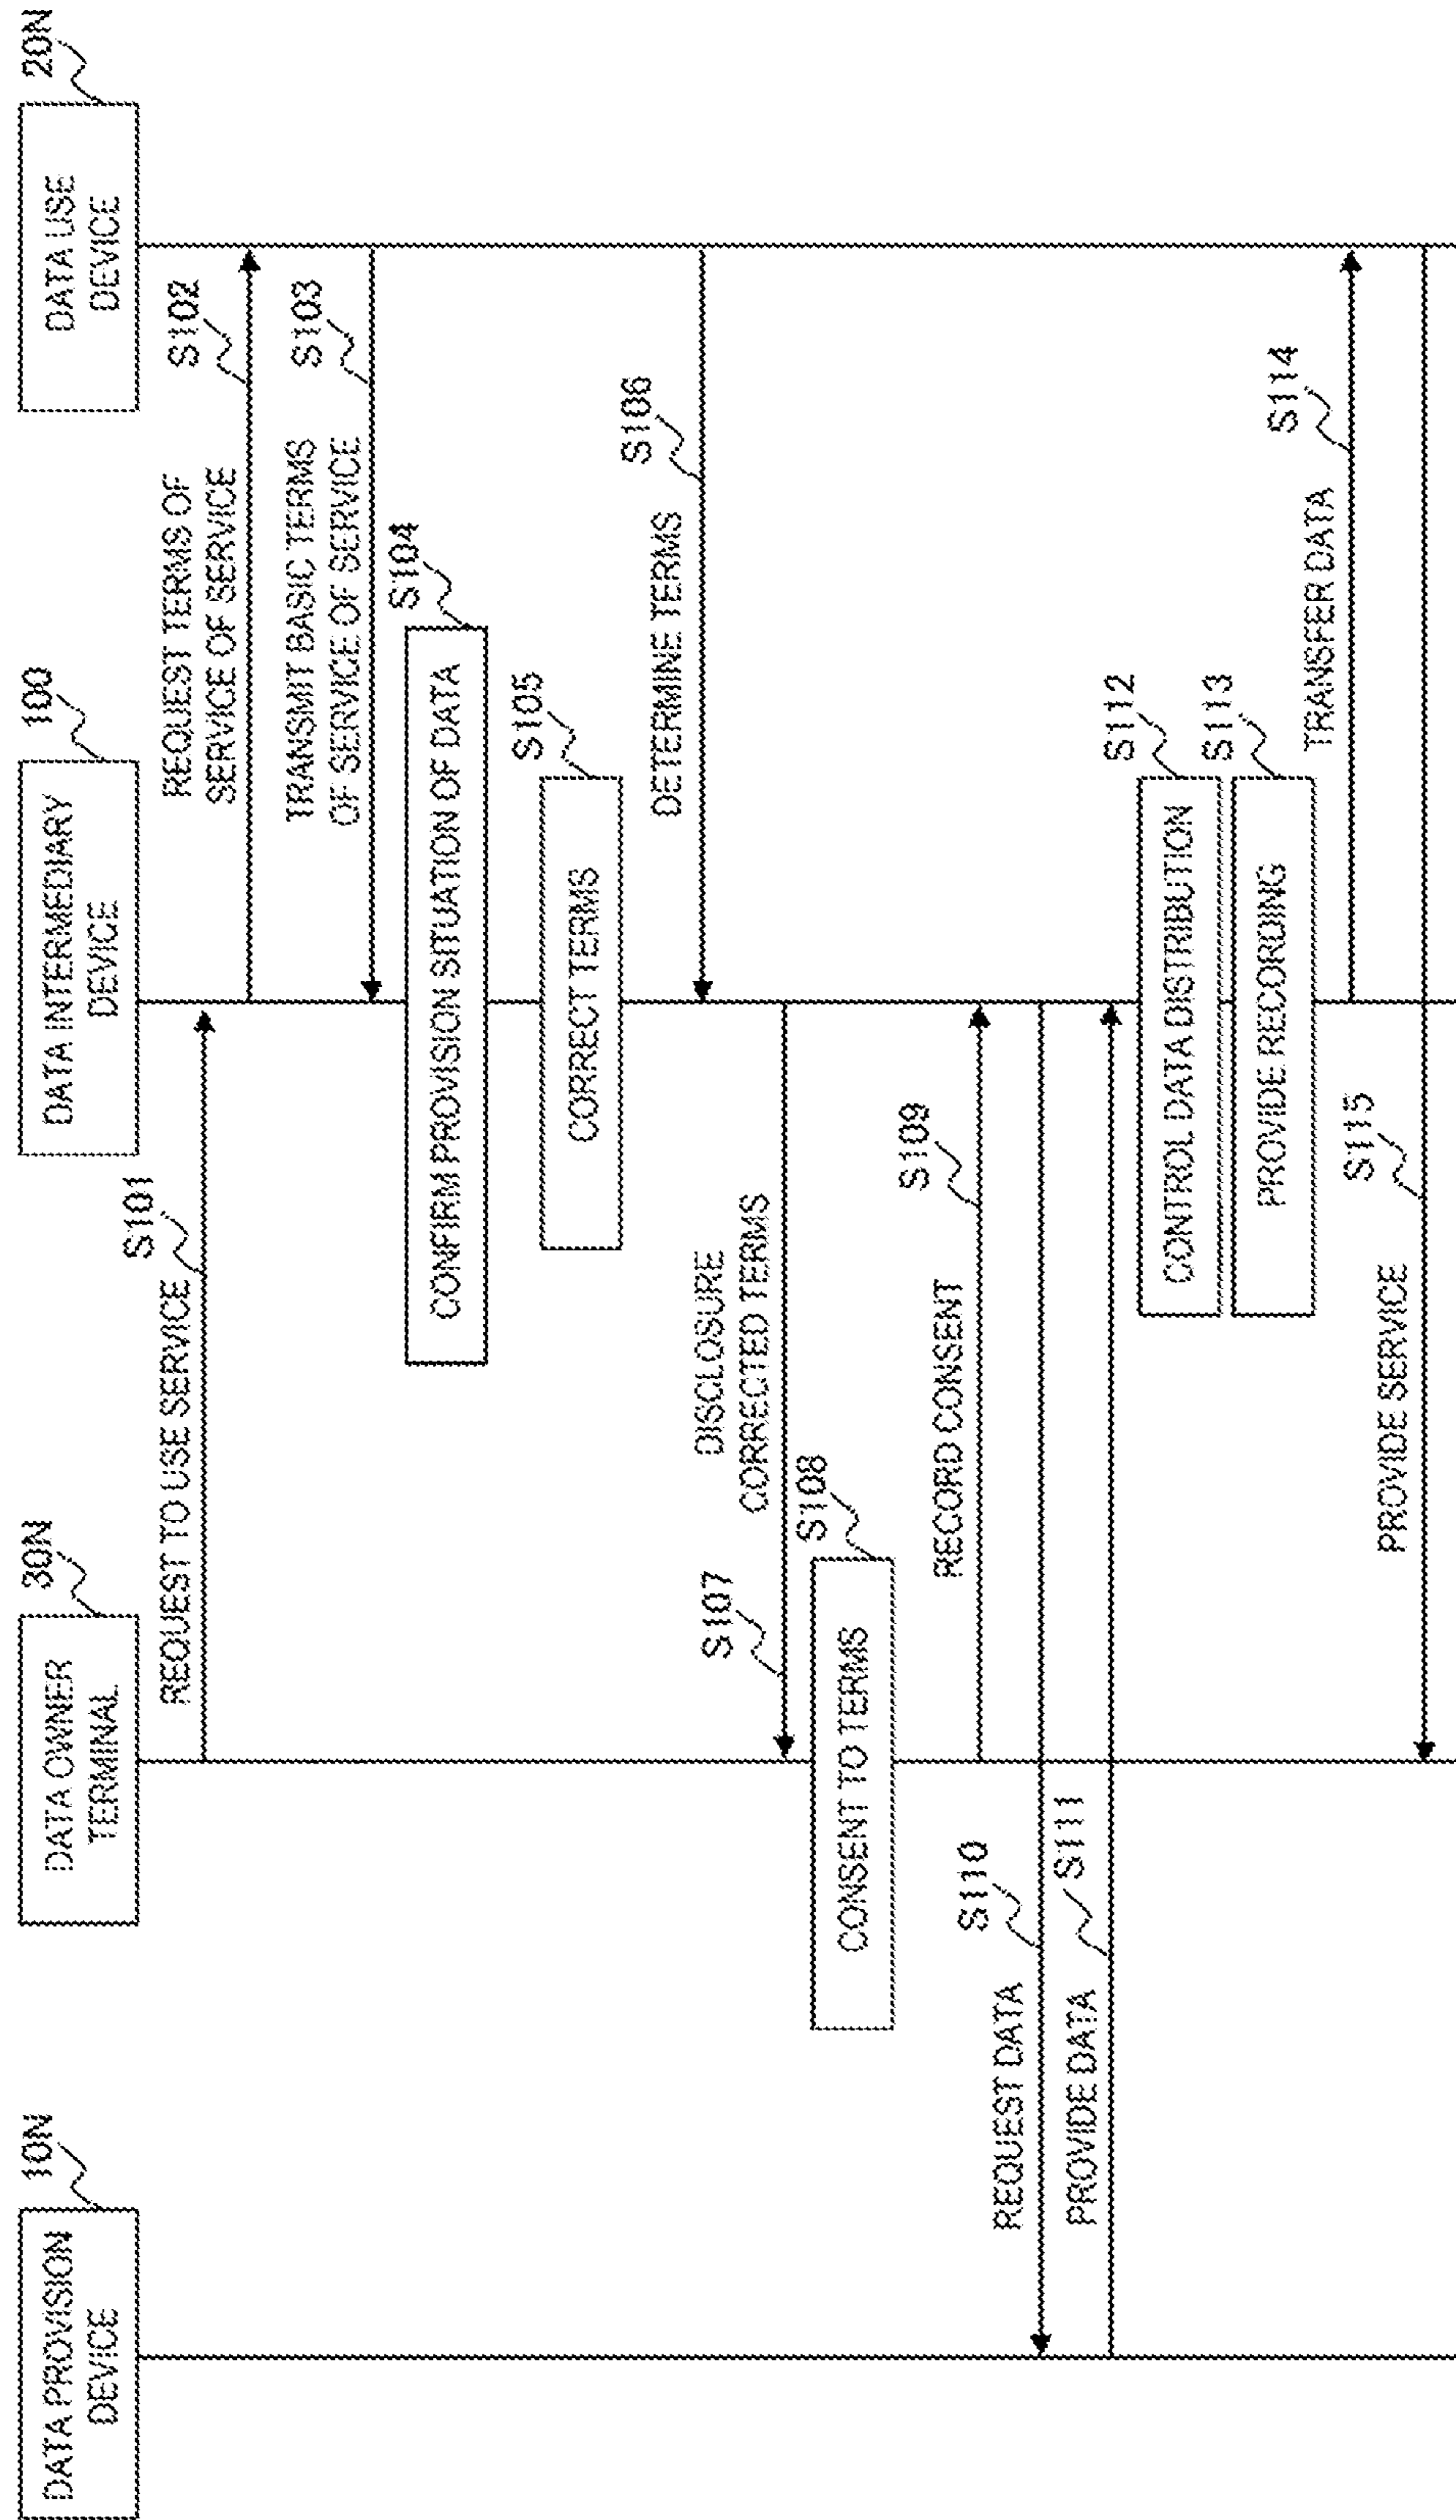 DATA PROVISION
DEVICE
10N
DATA OWNER
TERMINAL
30N
DATA INTERMEDIARY
DEVICE
100
DATA USE
DEVICE
20N
S101
REQUEST TO USE SERVICE
REQUEST TERMS OF
SERVICE OF SERVICE
S102
TRANSMIT BASIC TERMS
OF SERVICE OF SERVICE
S103
CONFIRM PROVISION SITUATION OF DATA
S104
CORRECT TERMS
S105
DETERMINE TERMS
S106
S107
DISCLOSURE
CORRECTED TERMS
CONSENT TO TERMS
S108
RECORD CONSENT
S109
REQUEST DATA
S110
PROVIDE DATA
S111
CONTROL DATA DISTRIBUTION
S112
PROVIDE RECORDING
S113
TRANSFER DATA
S114
PROVIDE SERVICE
S115